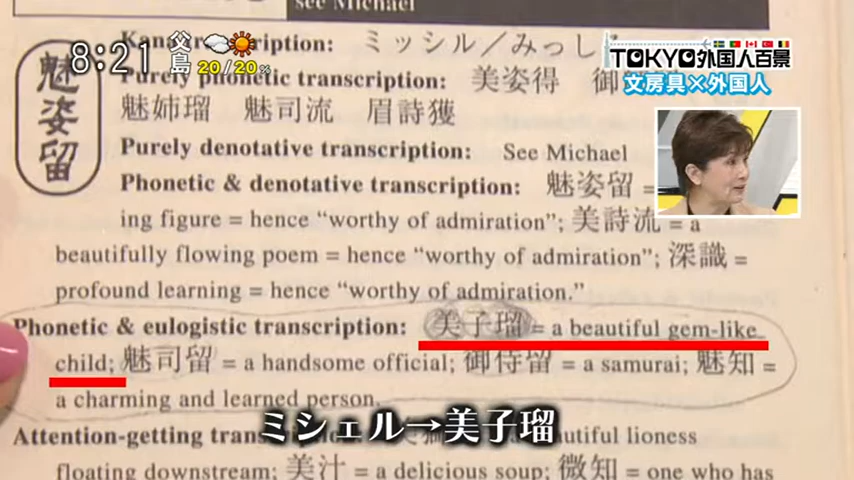 see Michael
8:21 父島 20/20%
TOKYO外国人百景
文房具×外国人
魅姿留
transcription: ミッシル/みっし
Purely phonetic transcription: 美姿得 御
魅姉瑠 魅司流 眉詩獲
Purely denotative transcription: See Michael
Phonetic & denotative transcription: 魅姿留 =
ing figure = hence “worthy of admiration”; 美詩流 = a
beautifully flowing poem = hence “worthy of admiration”; 深識 =
profound learning = hence “worthy of admiration.”
Phonetic & eulogistic transcription: 美子瑠 = a beautiful gem-like
child; 魅司留 = a handsome official; 御侍留 = a samurai; 魅知 =
a charming and learned person.
ミシェル→美子瑠
Attention-getting tran lioness
floating downstream; 美汁 = a delicious soup; 微知 = one who has